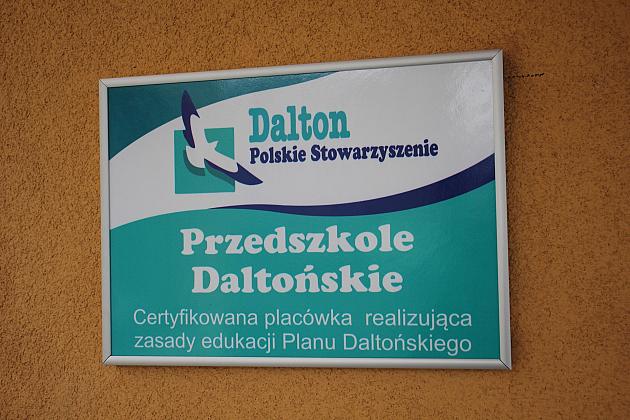 Dalton
Polskie Stowarzyszenie
Przedszkole
Daltońskie
Certyfikowana placówka realizująca
zasady edukacji Planu Daltońskiego